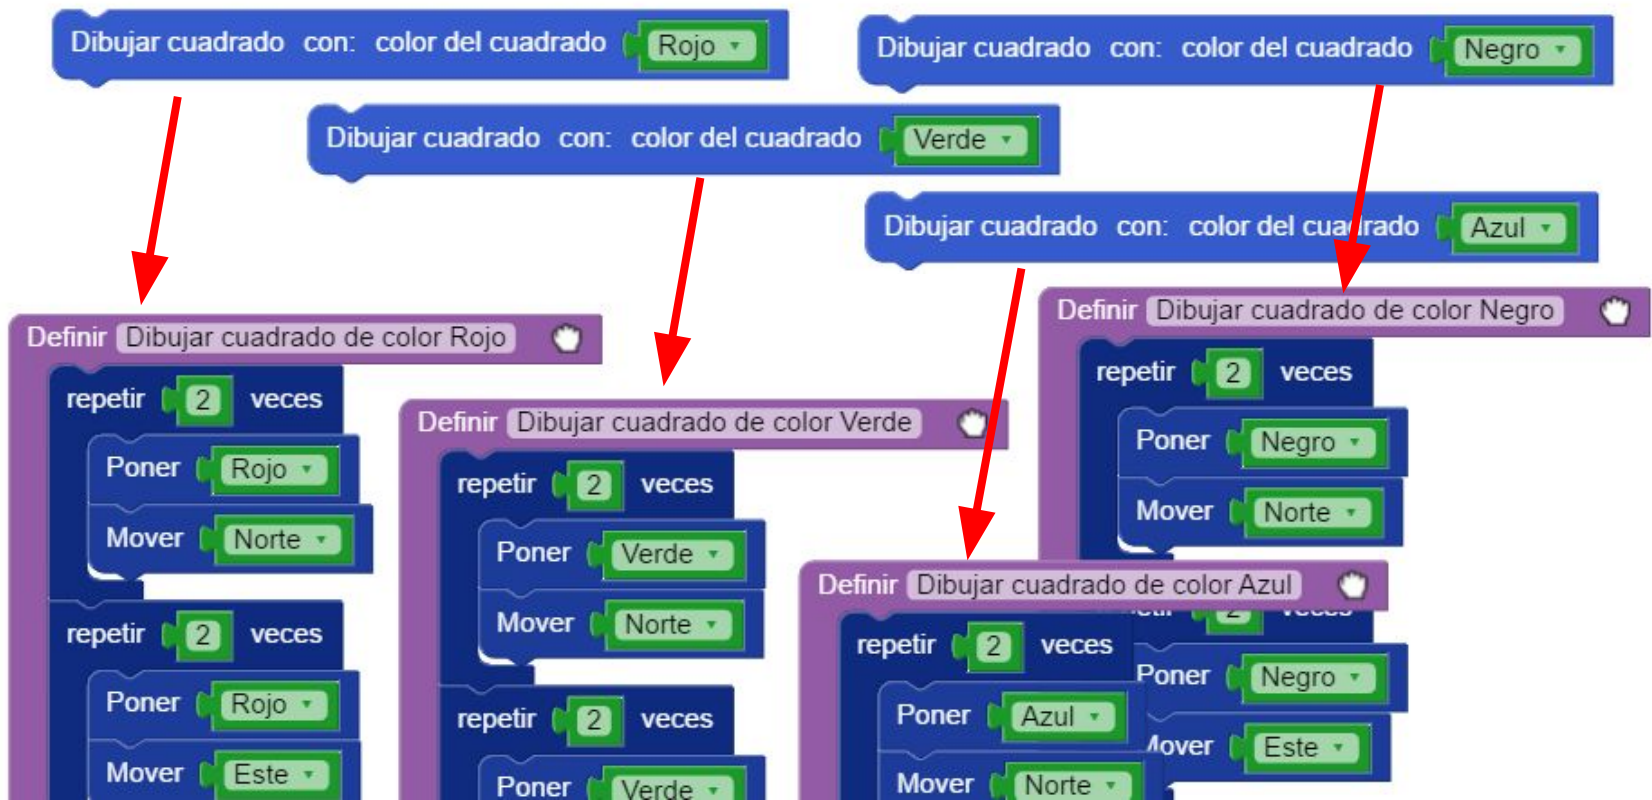 Dibujar cuadrado con: color del cuadrado Rojo
Dibujar cuadrado con: color del cuadrado Negro
Dibujar cuadrado con: color del cuadrado Verde
Dibujar cuadrado con: color del cuadrado Azul
Definir Dibujar cuadrado de color Rojo
repetir 2 veces
Poner Rojo
Mover Norte
repetir 2 veces
Poner Rojo
Mover Este
Definir Dibujar cuadrado de color Verde
repetir 2 veces
Poner Verde
Mover Norte
repetir 2 veces
Poner Verde
Definir Dibujar cuadrado de color Azul
repetir 2 veces
Poner Azul
Mover Norte
Definir Dibujar cuadrado de color Negro
repetir 2 veces
Poner Negro
Mover Norte
2 veces
Poner Negro
Mover Este